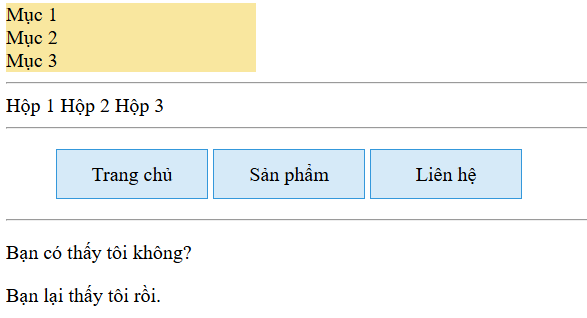 Mục 1
Mục 2
Mục 3
Hộp 1 Hộp 2 Hộp 3
Trang chủ Sản phẩm Liên hệ
Bạn có thấy tôi không?
Bạn lại thấy tôi rồi.